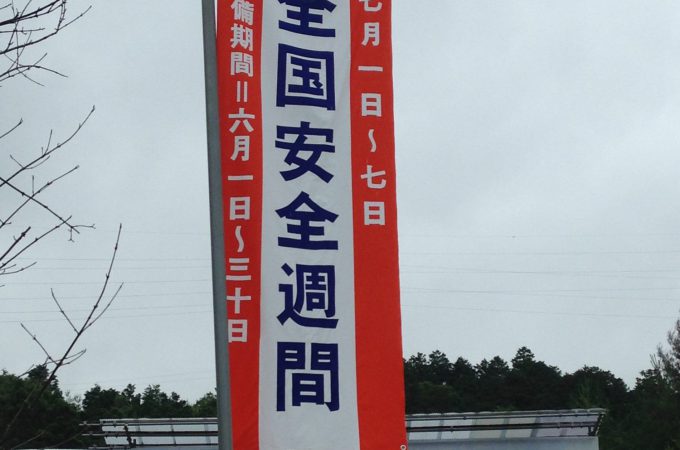 七月一日～七日
全国安全週間
備期間＝六月一日～三十日